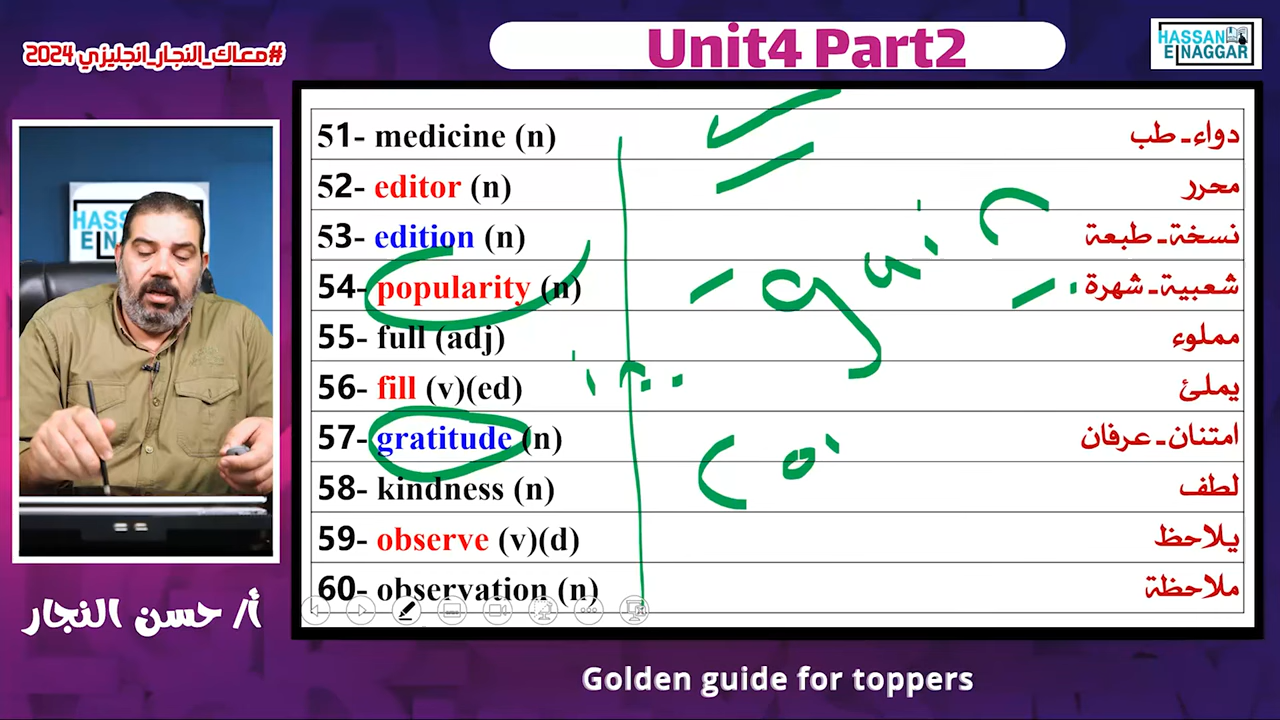 #معاك_النجار_انجليزي 2024
Unit4 Part2
HASSAN
ElNAGGAR
HASS
E NA
51- medicine (n) دواء - طب
52- editor (n) محرر
53- edition (n) نسخة - طبعة
54- popularity (n) شعبية - شهرة
55- full (adj) مملوء
56- fill (v)(ed) يملئ
57- gratitude (n) امتنان - عرفان
58- kindness (n) لطف
59- observe (v)(d) يلاحظ
60- observation (n) ملاحظة
أ/ حسن النجار
Golden guide for toppers